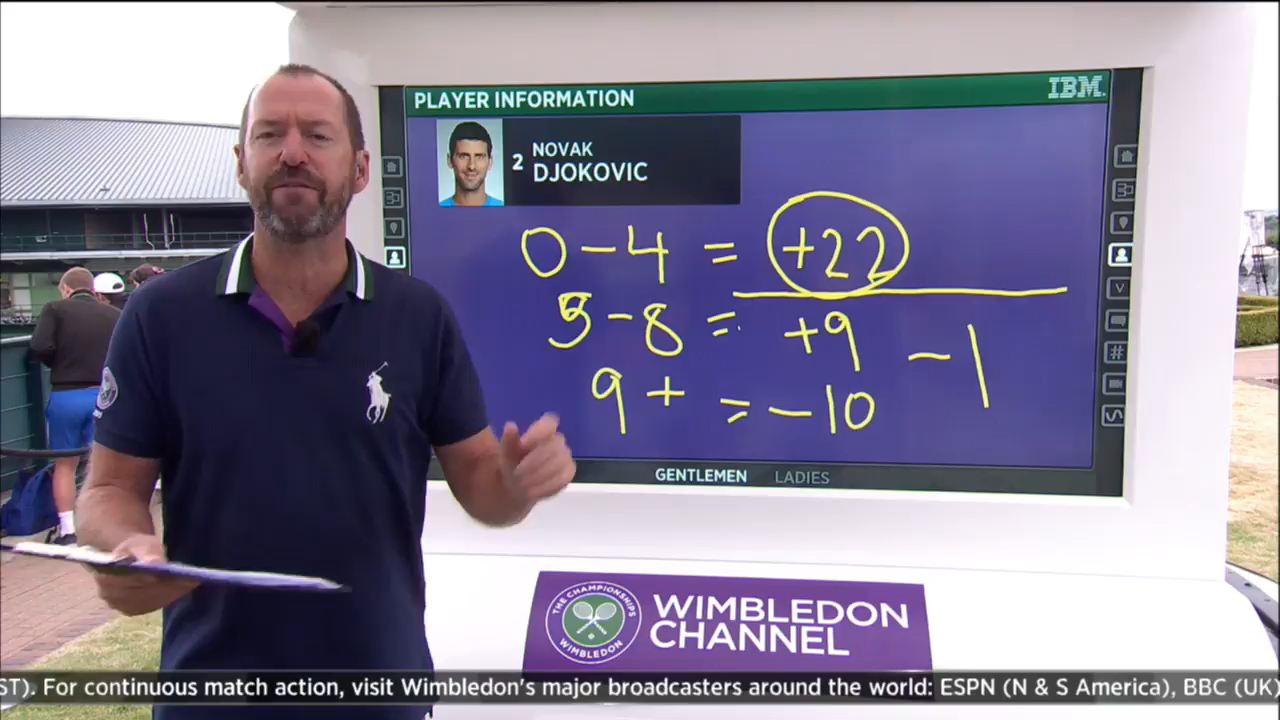 PLAYER INFORMATION
IBM.
2 NOVAK
DJOKOVIC
0 - 4 = +22
5 - 8 = +9
- 1
9 + = -10
GENTLEMEN LADIES
THE CHAMPIONSHIPS
WIMBLEDON
WIMBLEDON
CHANNEL
ST). For continuous match action, visit Wimbledon's major broadcasters around the world: ESPN (N & S America), BBC (UK)